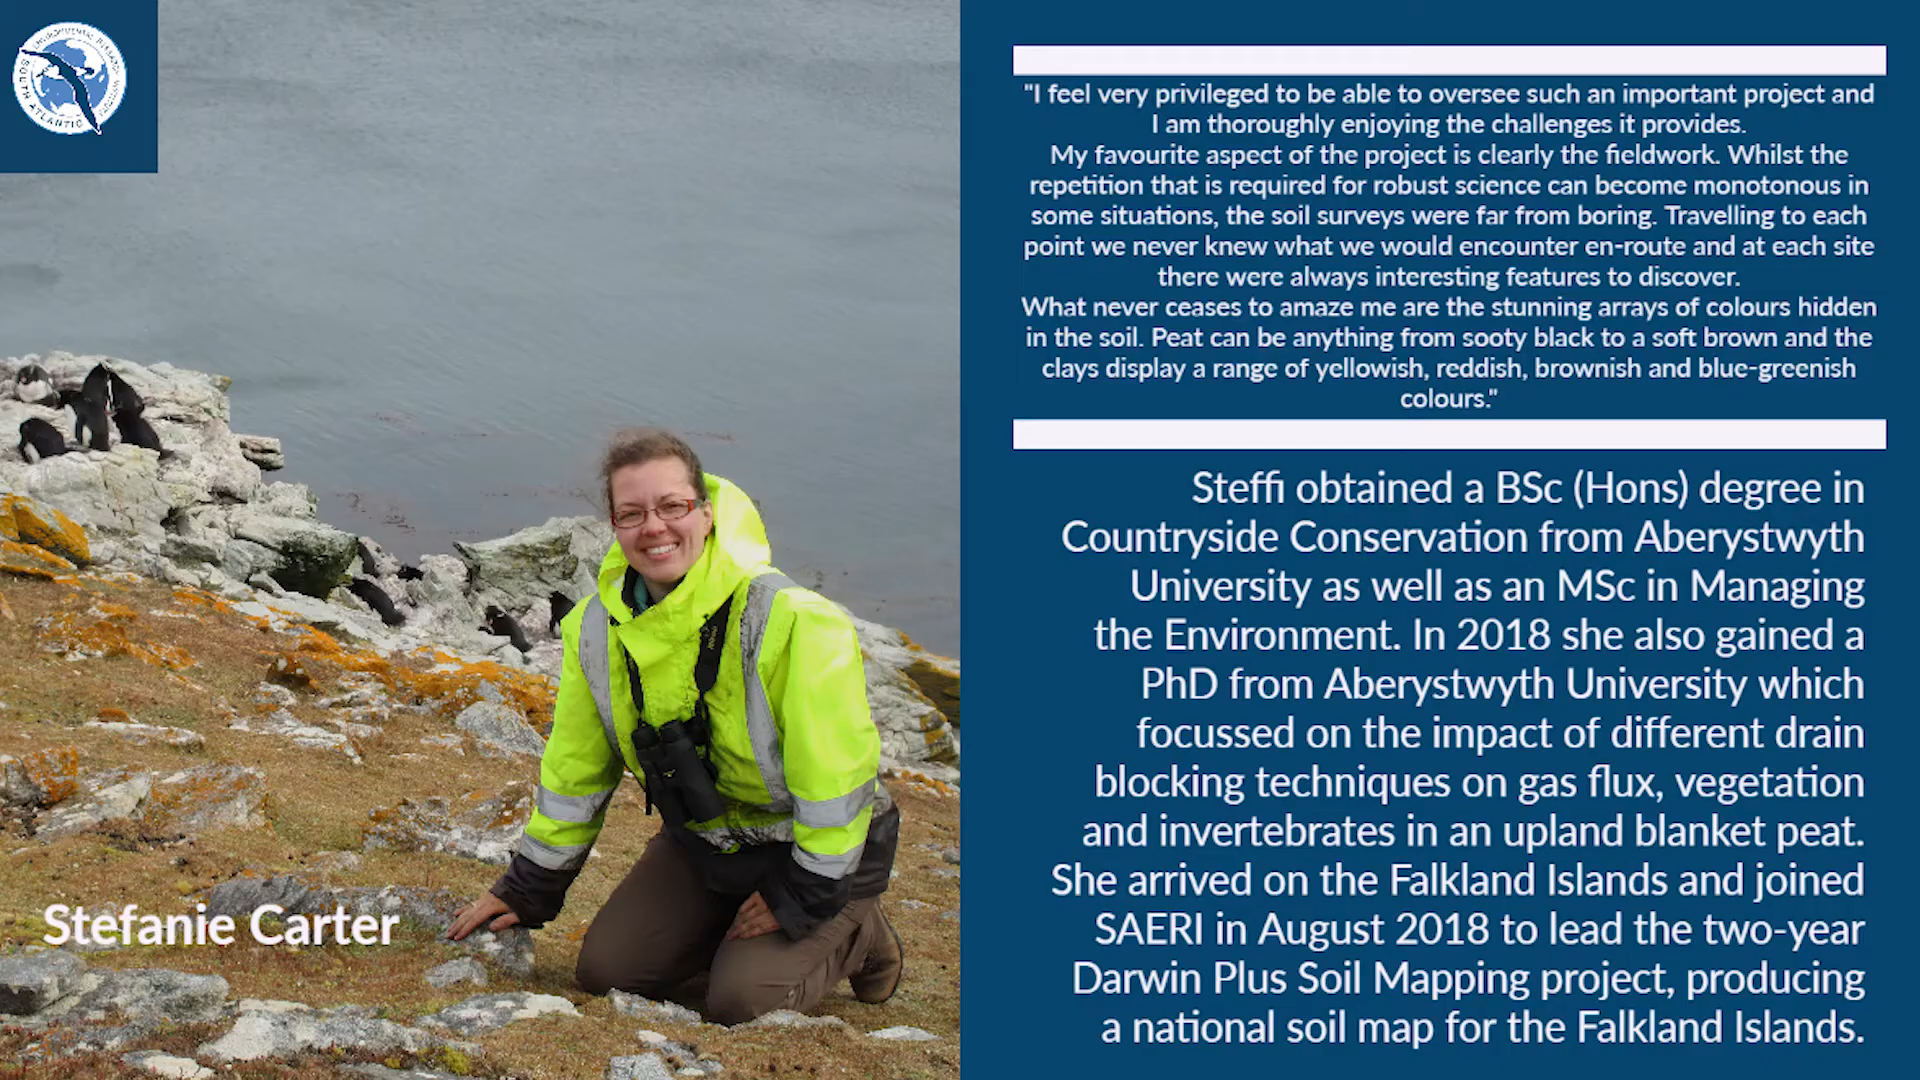 ENVIRONMENTAL RESEARCH INSTITUTE
SOUTH ATLANTIC
"I feel very privileged to be able to oversee such an important project and
I am thoroughly enjoying the challenges it provides.
My favourite aspect of the project is clearly the fieldwork. Whilst the
repetition that is required for robust science can become monotonous in
some situations, the soil surveys were far from boring. Travelling to each
point we never knew what we would encounter en-route and at each site
there were always interesting features to discover.
What never ceases to amaze me are the stunning arrays of colours hidden
in the soil. Peat can be anything from sooty black to a soft brown and the
clays display a range of yellowish, reddish, brownish and blue-greenish
colours."
Steffi obtained a BSc (Hons) degree in
Countryside Conservation from Aberystwyth
University as well as an MSc in Managing
the Environment. In 2018 she also gained a
PhD from Aberystwyth University which
focussed on the impact of different drain
blocking techniques on gas flux, vegetation
and invertebrates in an upland blanket peat.
She arrived on the Falkland Islands and joined
SAERI in August 2018 to lead the two-year
Darwin Plus Soil Mapping project, producing
a national soil map for the Falkland Islands.
Stefanie Carter